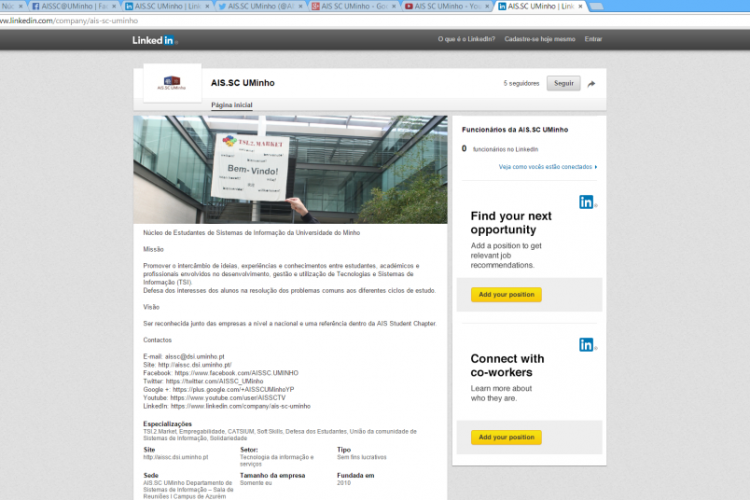 AISSC@UMinho | Fac
AIS.SC UMinho | Linke
AIS.SC UMinho (@AIS
AIS SC UMinho - Goo
AIS SC UMinho - You
AIS.SC UMinho | Linke
ww.linkedin.com/company/ais-sc-uminho
Linked in
O que é o LinkedIn? Cadastre-se hoje mesmo Entrar
AIS.SC UMinho
AIS.SC UMinho
5 seguidores Seguir
Página inicial
TSI.2.MARKET
Bem-Vindo!
Núcleo de Estudantes de Sistemas de Informação da Universidade do Minho
Missão
Promover o intercâmbio de ideias, experiências e conhecimentos entre estudantes, académicos e
profissionais envolvidos no desenvolvimento, gestão e utilização de Tecnologias e Sistemas de
Informação (TSI).
Defesa dos interesses dos alunos na resolução dos problemas comuns aos diferentes ciclos de estudo.
Visão
Ser reconhecida junto das empresas a nível a nacional e uma referência dentro da AIS Student Chapter.
Contactos
E-mail: aissc@dsi.uminho.pt
Site: http://aissc.dsi.uminho.pt/
Facebook: https://www.facebook.com/AISSC.UMINHO
Twitter: https://twitter.com/AISSC_UMinho
Google +: https://plus.google.com/+AISSCUMinhoYP
Youtube: https://www.youtube.com/user/AISSCTV
LinkedIn: https://www.linkedin.com/company/ais-sc-uminho
Especializações
TSI.2.Market, Empregabilidade, CATSIUM, Soft Skills, Defesa dos Estudantes, União da comunidade de
Sistemas de Informação, Solidariedade
Site Setor: Tipo
http://aissc.dsi.uminho.pt Tecnologia da informação e Sem fins lucrativos
serviços
Sede Tamanho da empresa Fundada em
AIS.SC UMinho Departamento de Somente eu 2010
Sistemas de Informação – Sala de
Reuniões I Campus de Azurém
Funcionários da AIS.SC UMinho
0 funcionários no LinkedIn
Veja como vocês estão conectados
in
Find your next
opportunity
Add a position to get
relevant job
recommendations.
Add your position
in
Connect with
co-workers
Learn more about
who they are.
Add your position